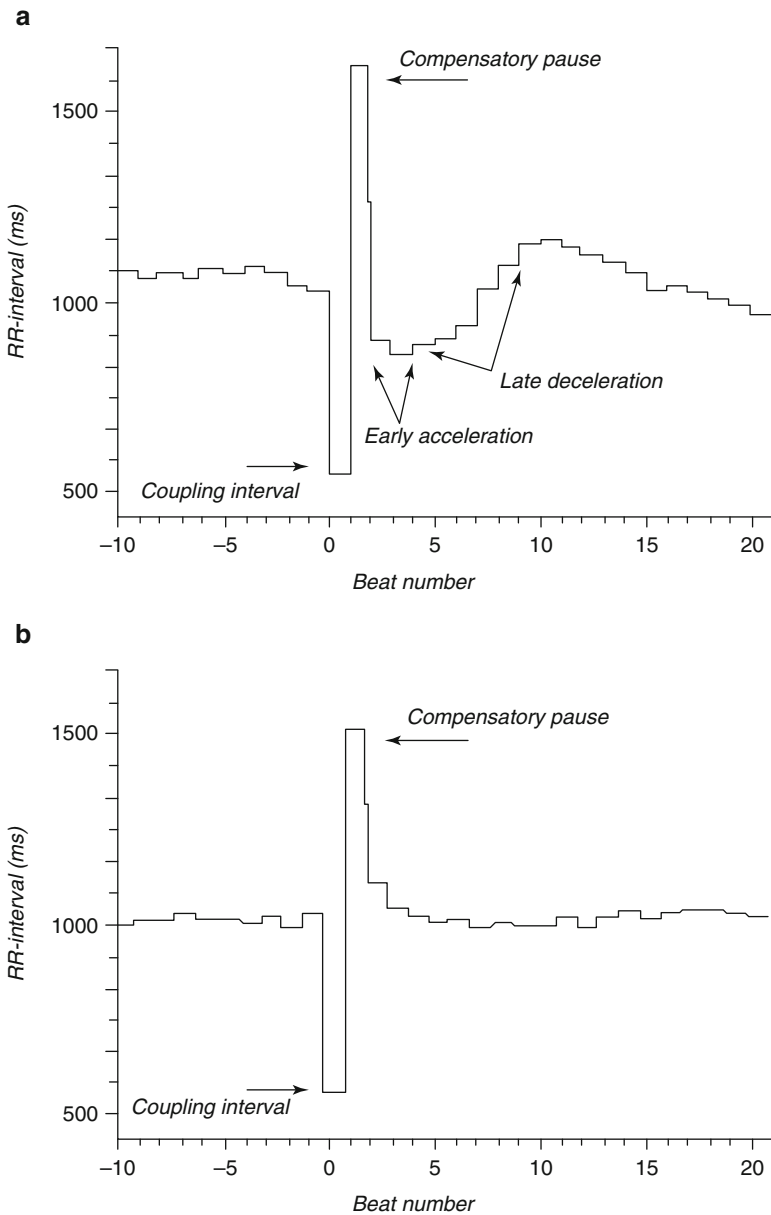 a
Compensatory pause
1500
RR-interval (ms)
1000
Late deceleration
Early acceleration
Coupling interval
500
–10 –5 0 5 10 15 20
Beat number
b
Compensatory pause
1500
RR-interval (ms)
1000
Coupling interval
500
–10 –5 0 5 10 15 20
Beat number